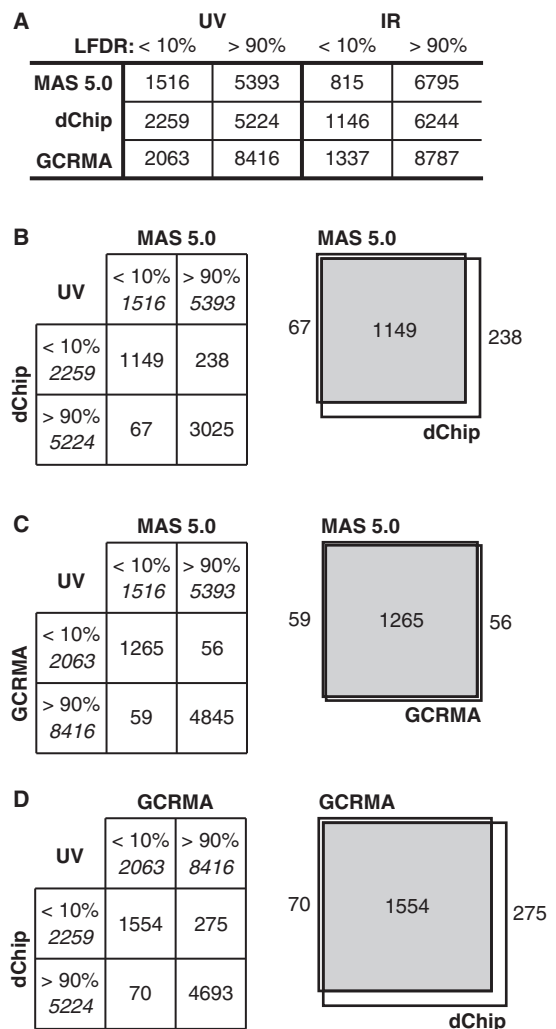 A UV IR
LFDR: < 10% > 90% < 10% > 90%
MAS 5.0 1516 5393 815 6795
dChip 2259 5224 1146 6244
GCRMA 2063 8416 1337 8787
B MAS 5.0
UV < 10% > 90%
1516 5393
dChip
< 10% 1149 238
2259
> 90% 67 3025
5224
MAS 5.0
67 1149 238
dChip
C MAS 5.0
UV < 10% > 90%
1516 5393
GCRMA
< 10% 1265 56
2063
> 90% 59 4845
8416
MAS 5.0
59 1265 56
GCRMA
D GCRMA
UV < 10% > 90%
2063 8416
dChip
< 10% 1554 275
2259
> 90% 70 4693
5224
GCRMA
70 1554 275
dChip